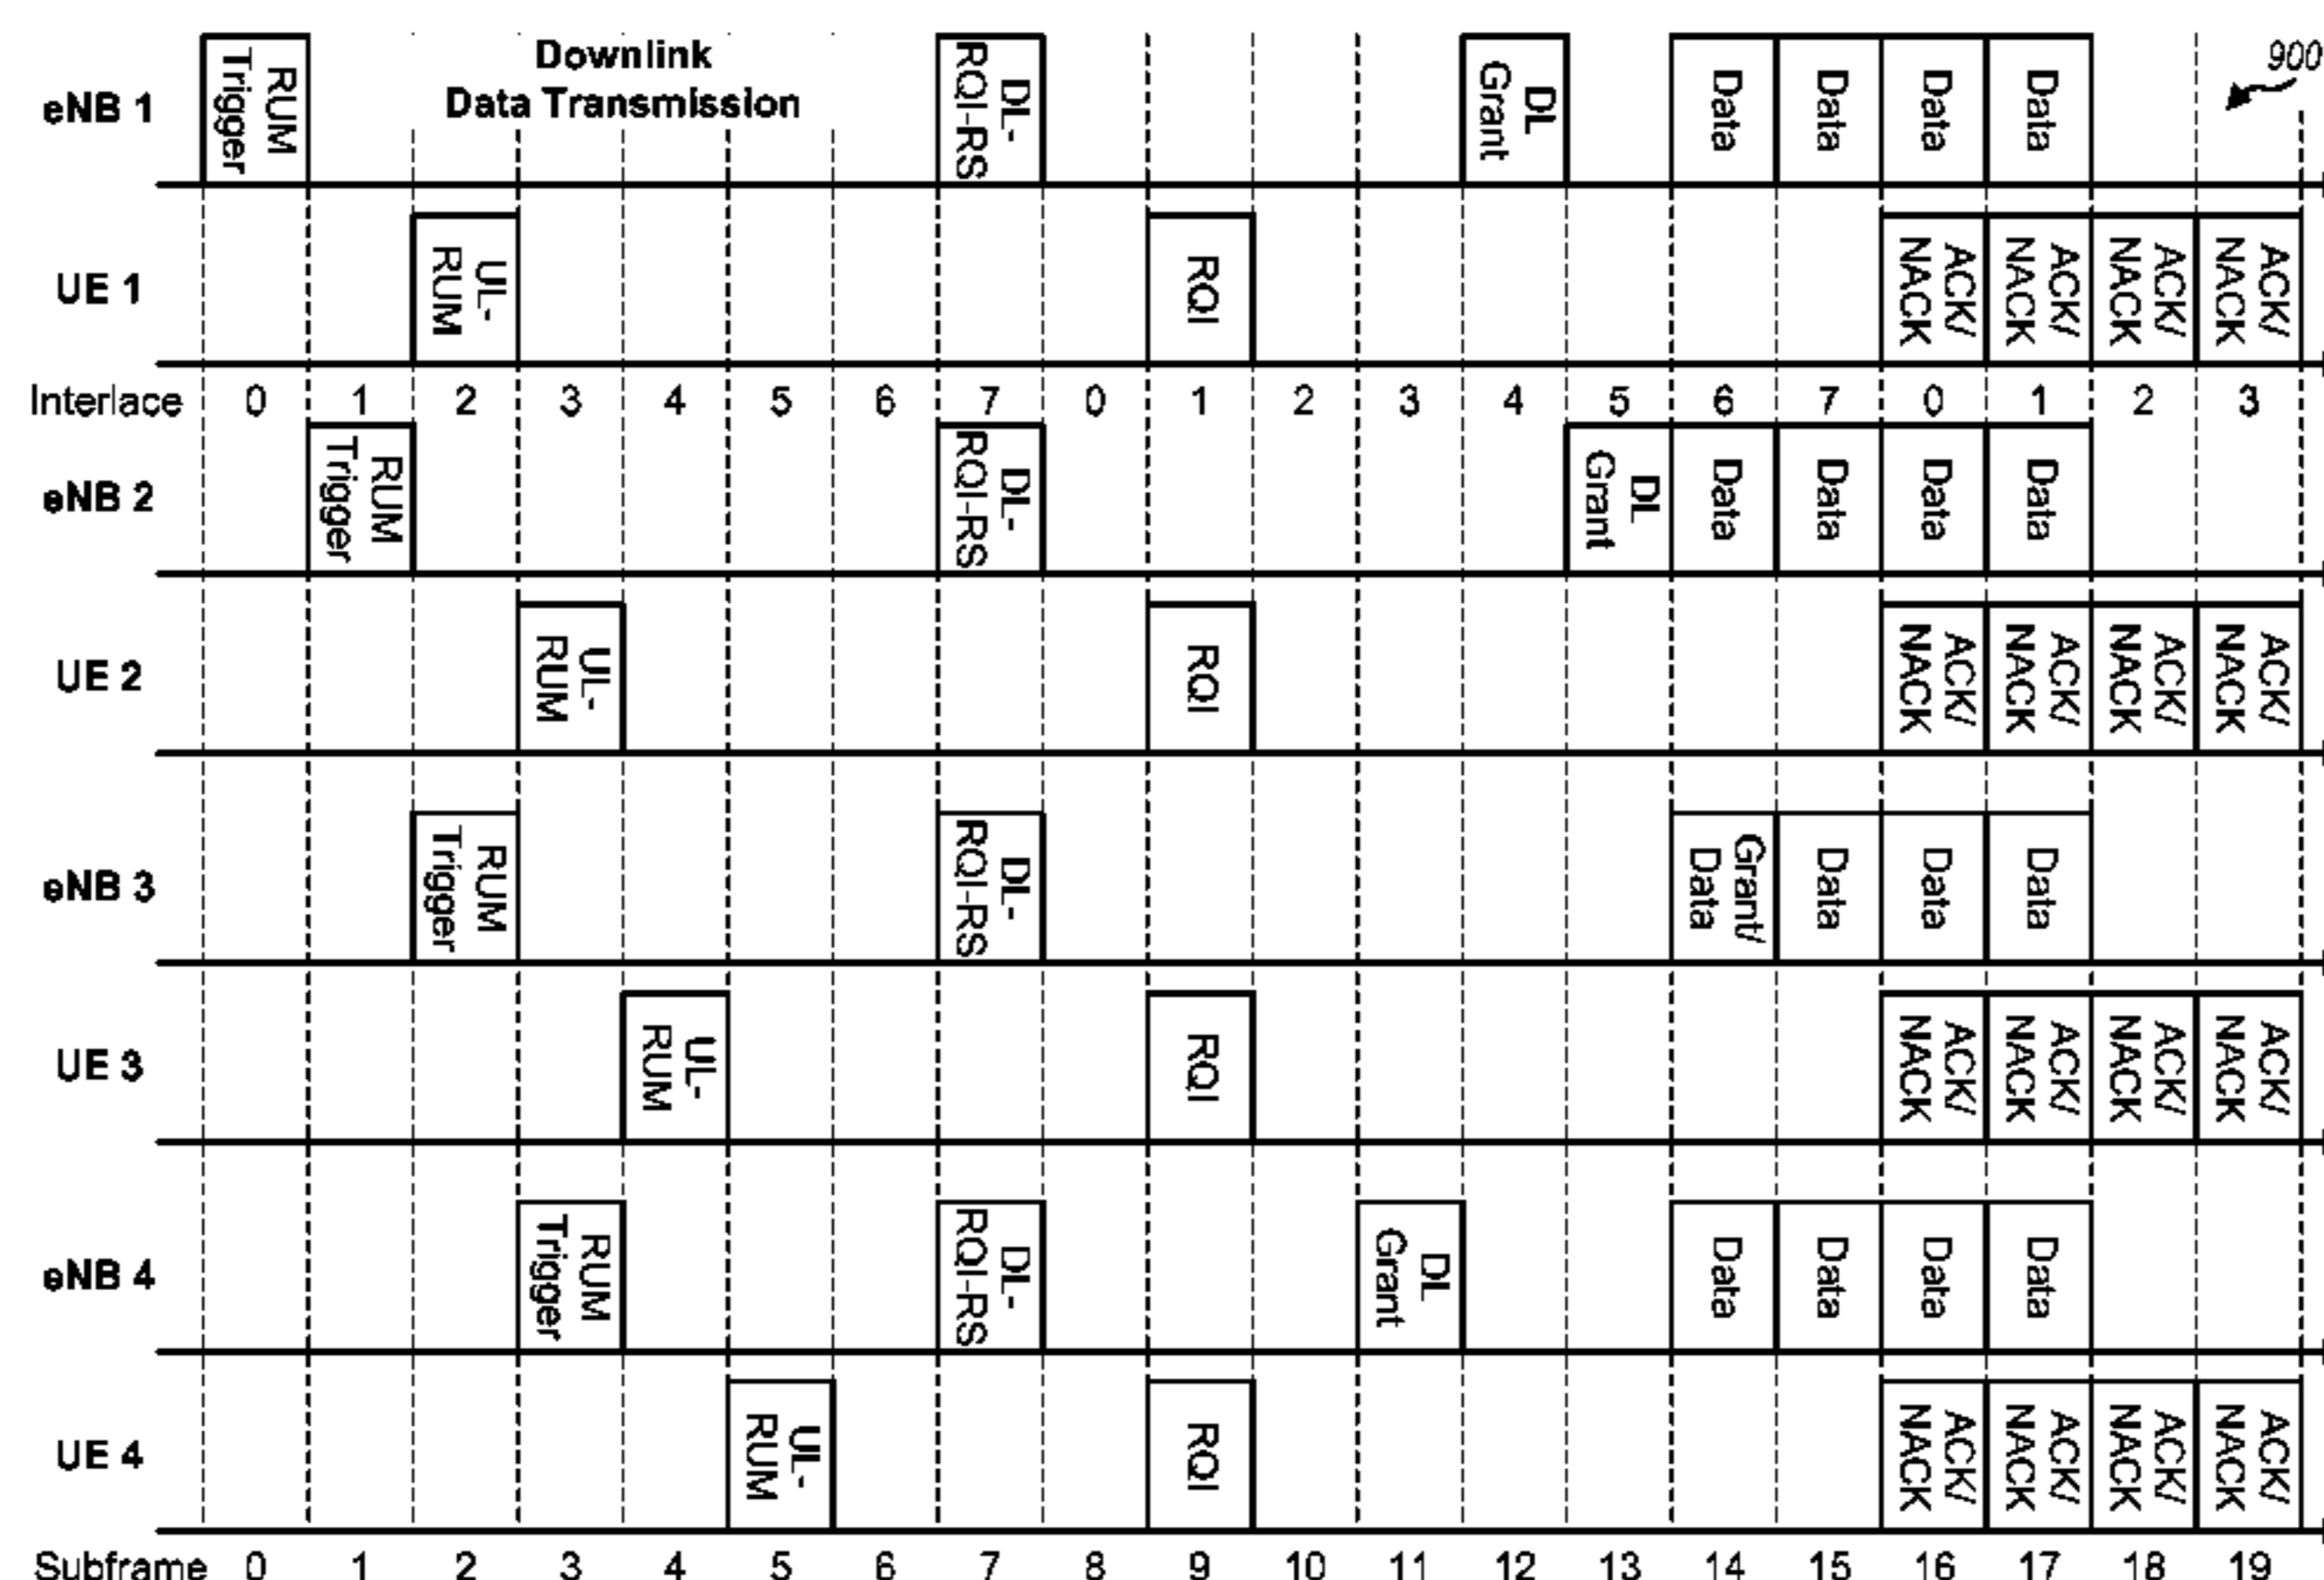 Downlink
Data Transmission
900
eNB 1
RUM
Trigger
DL-
RQI-RS
DL
Grant
Data
Data
Data
Data
UE 1
UL-
RUM
RQI
ACK/
NACK
ACK/
NACK
ACK/
NACK
ACK/
NACK
Interlace 0 1 2 3 4 5 6 7 0 1 2 3 4 5 6 7 0 1 2 3
eNB 2
RUM
Trigger
DL-
RQI-RS
DL
Grant
Data
Data
Data
Data
UE 2
UL-
RUM
RQI
ACK/
NACK
ACK/
NACK
ACK/
NACK
ACK/
NACK
eNB 3
RUM
Trigger
DL-
RQI-RS
Grant/
Data
Data
Data
Data
UE 3
UL-
RUM
RQI
ACK/
NACK
ACK/
NACK
ACK/
NACK
ACK/
NACK
eNB 4
RUM
Trigger
DL-
RQI-RS
DL
Grant
Data
Data
Data
Data
UE 4
UL-
RUM
RQI
ACK/
NACK
ACK/
NACK
ACK/
NACK
ACK/
NACK
Subframe 0 1 2 3 4 5 6 7 8 9 10 11 12 13 14 15 16 17 18 19